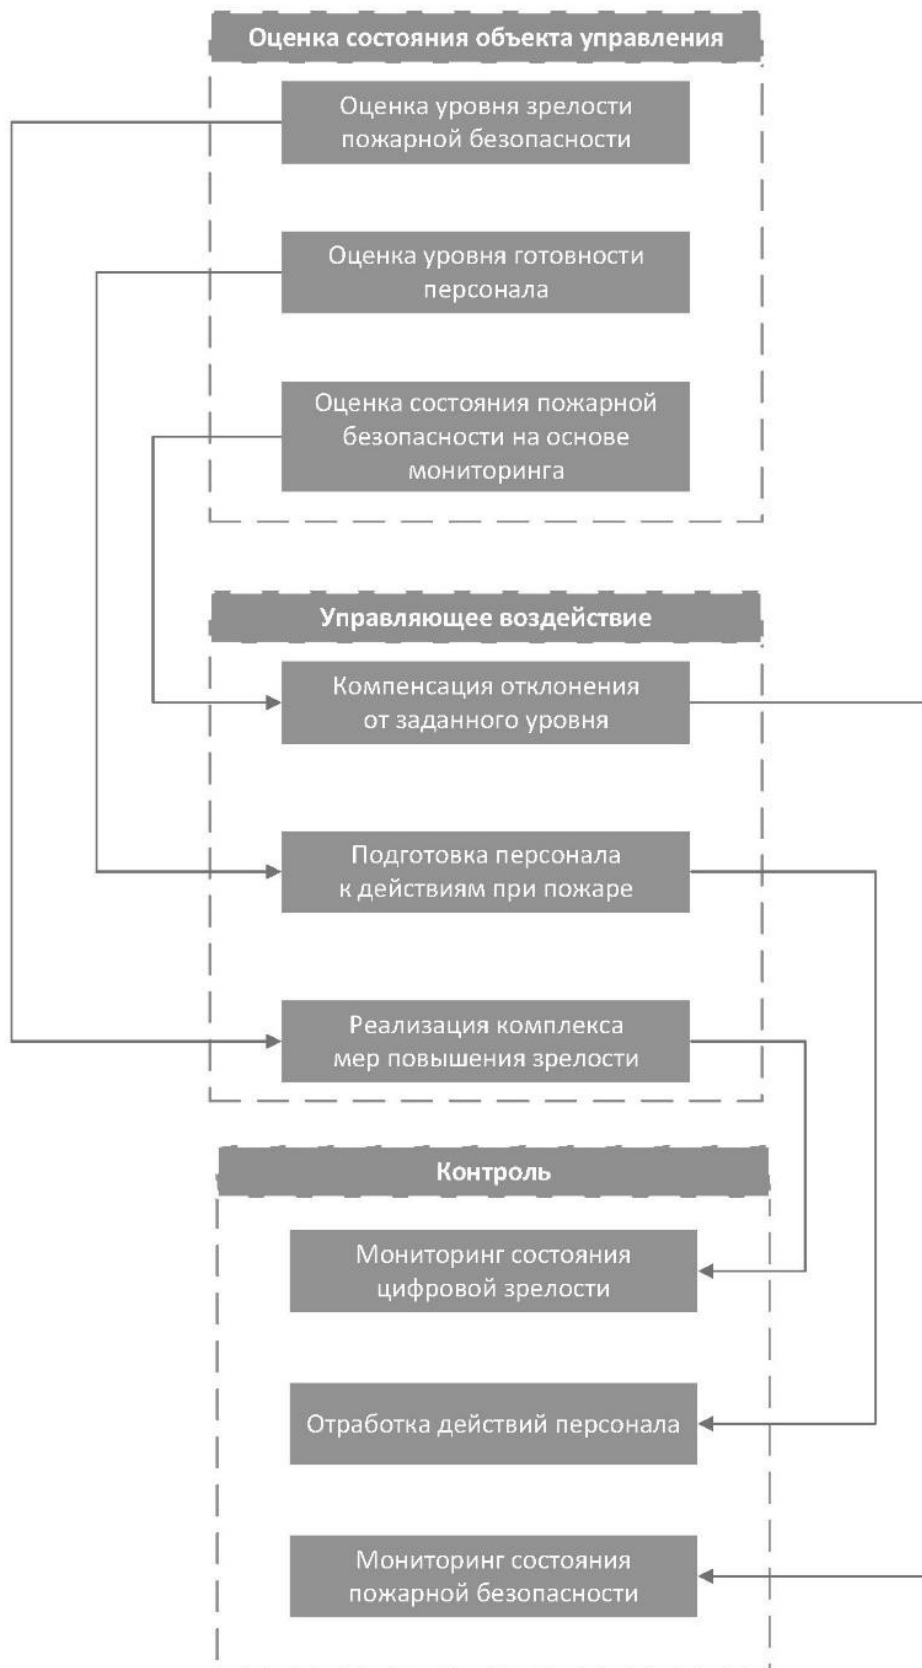 Оценка состояния объекта управления
Оценка уровня зрелости
пожарной безопасности
Оценка уровня готовности
персонала
Оценка состояния пожарной
безопасности на основе
мониторинга
Управляющее воздействие
Компенсация отклонения
от заданного уровня
Подготовка персонала
к действиям при пожаре
Реализация комплекса
мер повышения зрелости
Контроль
Мониторинг состояния
цифровой зрелости
Отработка действий персонала
Мониторинг состояния
пожарной безопасности